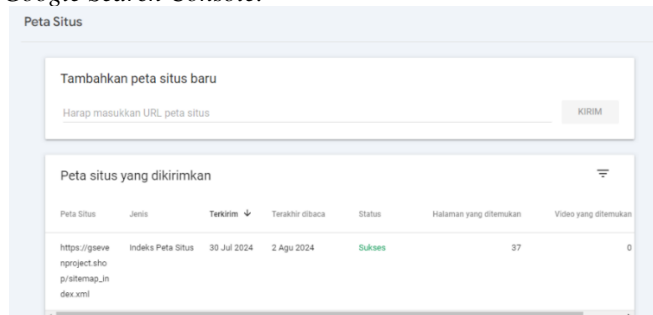 Google Search Console.
Peta Situs
Tambahkan peta situs baru
Harap masukkan URL peta situs
KIRIM
Peta situs yang dikirimkan
Peta Situs Jenis Terkirim ↓ Terakhir dibaca Status Halaman yang ditemukan Video yang ditemukan
https://gseve Indeks Peta Situs 30 Jul 2024 2 Agu 2024 Sukses 37 0
nproject.sho
p/sitemap_in
dex.xml